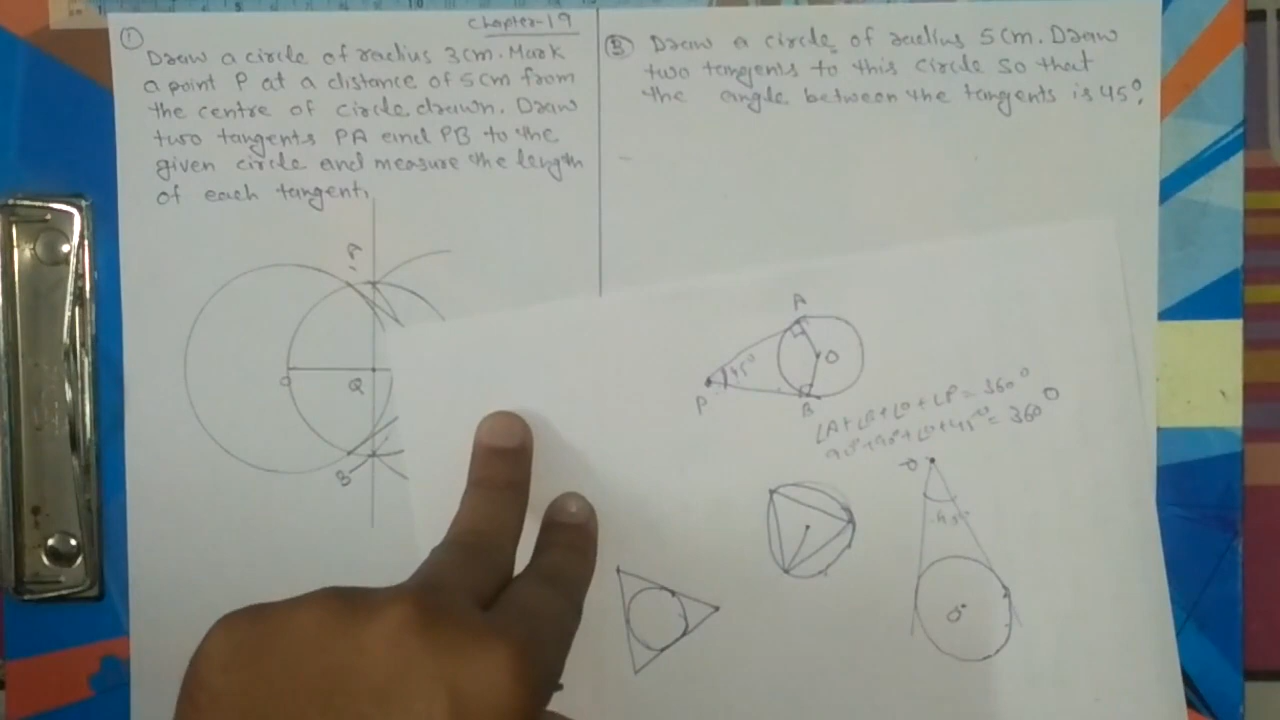 Chapter-19
① Draw a circle of radius 3cm. Mark
a point P at a distance of 5cm from
the centre of circle drawn. Draw
two tangents PA and PB to the
given circle and measure the length
of each tangent.
③ Draw a circle of radius 5cm. Draw
two tangents to this circle so that
the angle between the tangents is 45°.
O
Q
B
A
45°
O
P
B
∠A+∠B+∠O+∠P=360°
90°+90°+∠O+45°=360°
45°
O